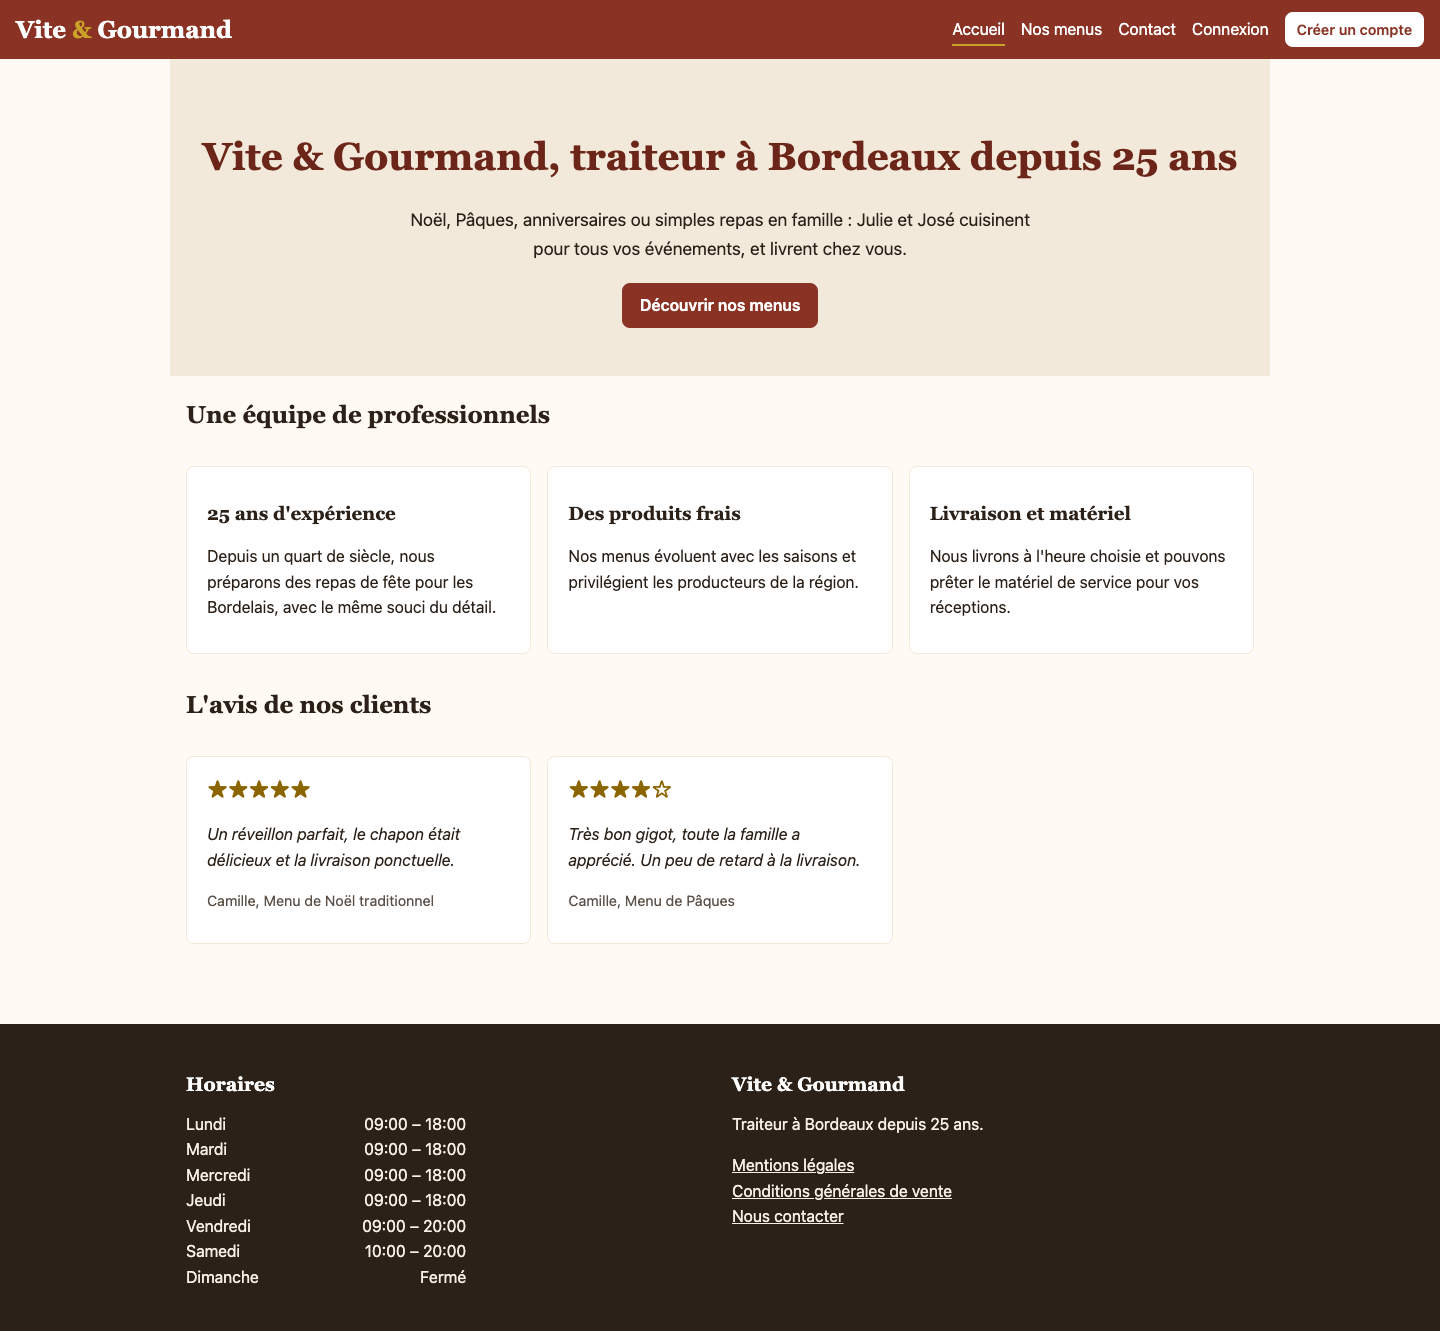 Vite & Gourmand
Accueil
Nos menus
Contact
Connexion
Créer un compte
Vite & Gourmand, traiteur à Bordeaux depuis 25 ans
Noël, Pâques, anniversaires ou simples repas en famille : Julie et José cuisinent
pour tous vos événements, et livrent chez vous.
Découvrir nos menus
Une équipe de professionnels
25 ans d'expérience
Depuis un quart de siècle, nous
préparons des repas de fête pour les
Bordelais, avec le même souci du détail.
Des produits frais
Nos menus évoluent avec les saisons et
privilégient les producteurs de la région.
Livraison et matériel
Nous livrons à l'heure choisie et pouvons
prêter le matériel de service pour vos
réceptions.
L'avis de nos clients
★★★★★
Un réveillon parfait, le chapon était
délicieux et la livraison ponctuelle.
Camille, Menu de Noël traditionnel
★★★★☆
Très bon gigot, toute la famille a
apprécié. Un peu de retard à la livraison.
Camille, Menu de Pâques
Horaires
Lundi 09:00 – 18:00
Mardi 09:00 – 18:00
Mercredi 09:00 – 18:00
Jeudi 09:00 – 18:00
Vendredi 09:00 – 20:00
Samedi 10:00 – 20:00
Dimanche Fermé
Vite & Gourmand
Traiteur à Bordeaux depuis 25 ans.
Mentions légales
Conditions générales de vente
Nous contacter